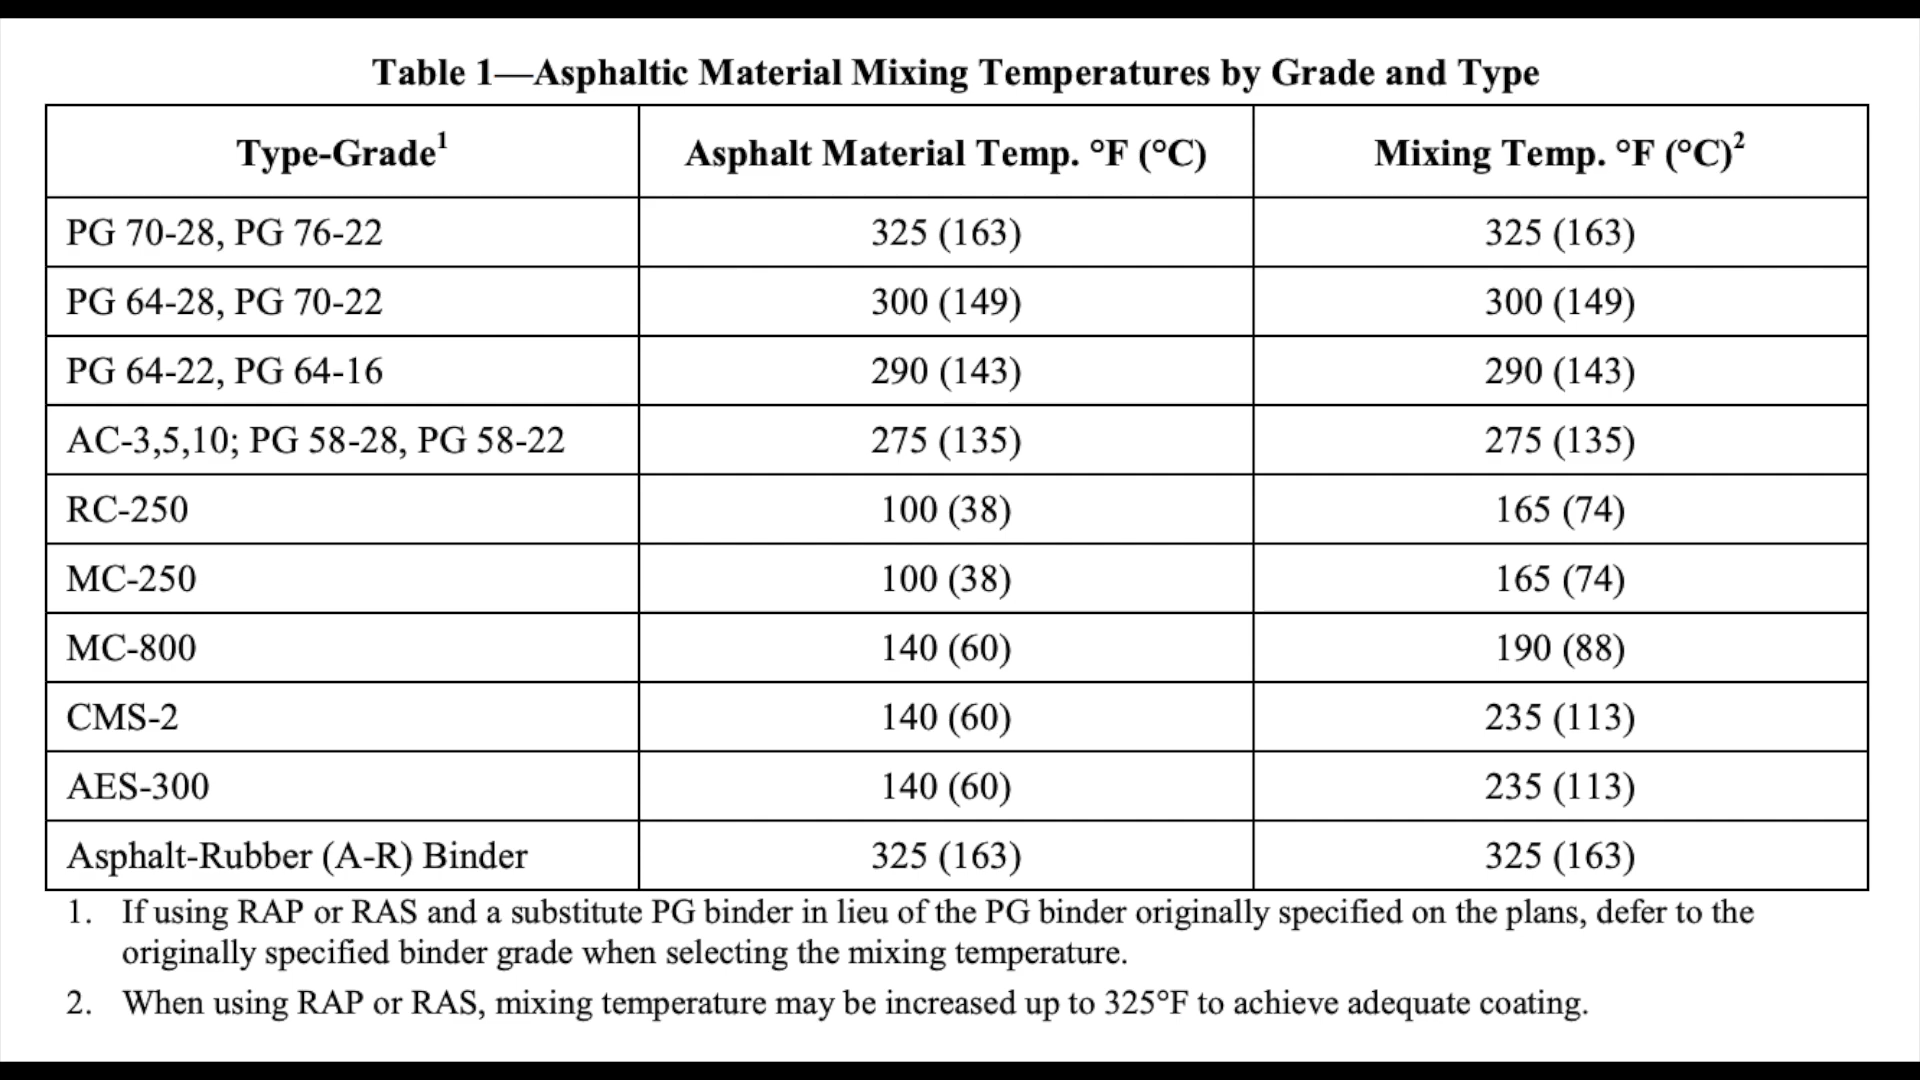 Table 1—Asphaltic Material Mixing Temperatures by Grade and Type
Type-Grade1 Asphalt Material Temp. °F (°C) Mixing Temp. °F (°C)2
PG 70-28, PG 76-22 325 (163) 325 (163)
PG 64-28, PG 70-22 300 (149) 300 (149)
PG 64-22, PG 64-16 290 (143) 290 (143)
AC-3,5,10; PG 58-28, PG 58-22 275 (135) 275 (135)
RC-250 100 (38) 165 (74)
MC-250 100 (38) 165 (74)
MC-800 140 (60) 190 (88)
CMS-2 140 (60) 235 (113)
AES-300 140 (60) 235 (113)
Asphalt-Rubber (A-R) Binder 325 (163) 325 (163)
1. If using RAP or RAS and a substitute PG binder in lieu of the PG binder originally specified on the plans, defer to the
originally specified binder grade when selecting the mixing temperature.
2. When using RAP or RAS, mixing temperature may be increased up to 325°F to achieve adequate coating.